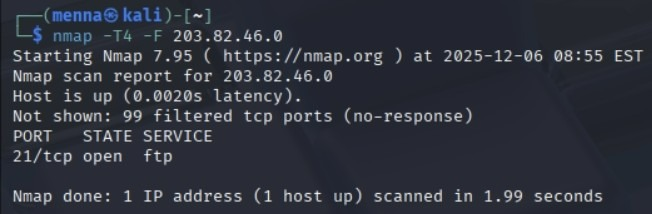 ┌──(menna㉿kali)-[~]
└─$ nmap -T4 -F 203.82.46.0
Starting Nmap 7.95 ( https://nmap.org ) at 2025-12-06 08:55 EST
Nmap scan report for 203.82.46.0
Host is up (0.0020s latency).
Not shown: 99 filtered tcp ports (no-response)
PORT   STATE SERVICE
21/tcp open  ftp

Nmap done: 1 IP address (1 host up) scanned in 1.99 seconds